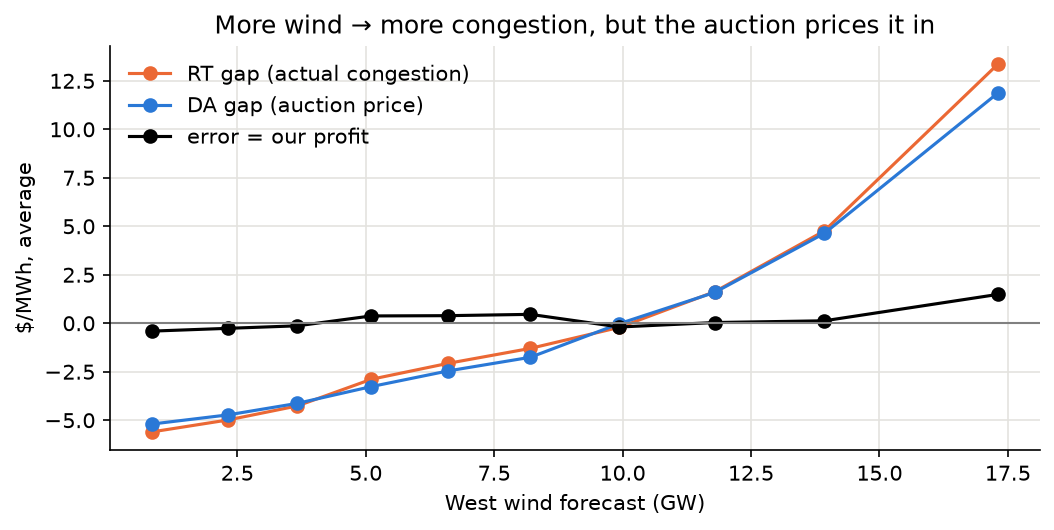 More wind → more congestion, but the auction prices it in
RT gap (actual congestion)
DA gap (auction price)
error = our profit
$/MWh, average
12.5
10.0
7.5
5.0
2.5
0.0
−2.5
−5.0
2.5 5.0 7.5 10.0 12.5 15.0 17.5
West wind forecast (GW)